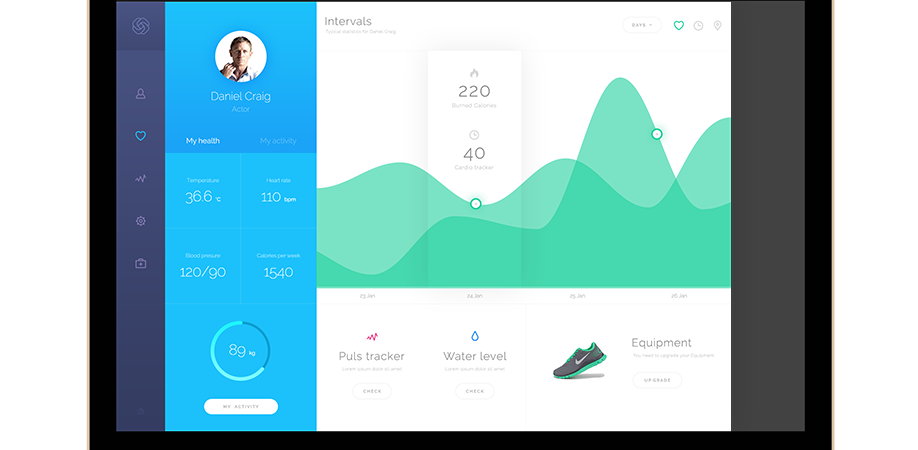 Intervals
Typical statistics for Daniel Craig
DAYS
Daniel Craig
Actor
My health
My activity
Temperature
36.6 °C
Heart rate
110 bpm
Blood presure
120/90
Calories per week
1540
89 kg
MY ACTIVITY
220
Burned Calories
40
Cardio tracker
23 Jan
24 Jan
25 Jan
26 Jan
Puls tracker
Lorem ipsum dolor sit amet
CHECK
Water level
Lorem ipsum dolor sit amet
CHECK
Equipment
You need to upgrade your Equipment
UPGRADE